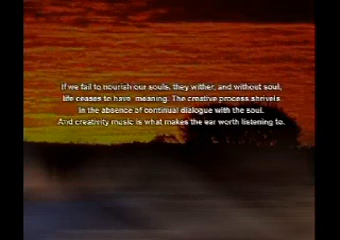 If we fail to nourish our souls, they wither, and without soul,
life ceases to have meaning. The creative process shrivels
in the absence of continual dialogue with the soul.
And creativity music is what makes the ear worth listening to.